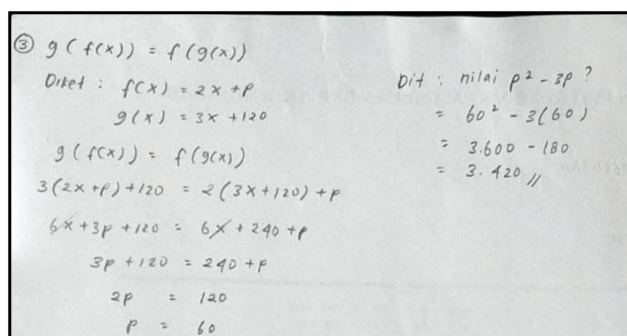 ③ g(f(x)) = f(g(x))
Diket : f(x) = 2x + p
g(x) = 3x + 120
g(f(x)) = f(g(x))
3(2x+p) + 120 = 2(3x+120) + p
6x + 3p + 120 = 6x + 240 + p
3p + 120 = 240 + p
2p = 120
p = 60
Dit : nilai p² - 3p ?
= 60² - 3(60)
= 3.600 - 180
= 3.420 //